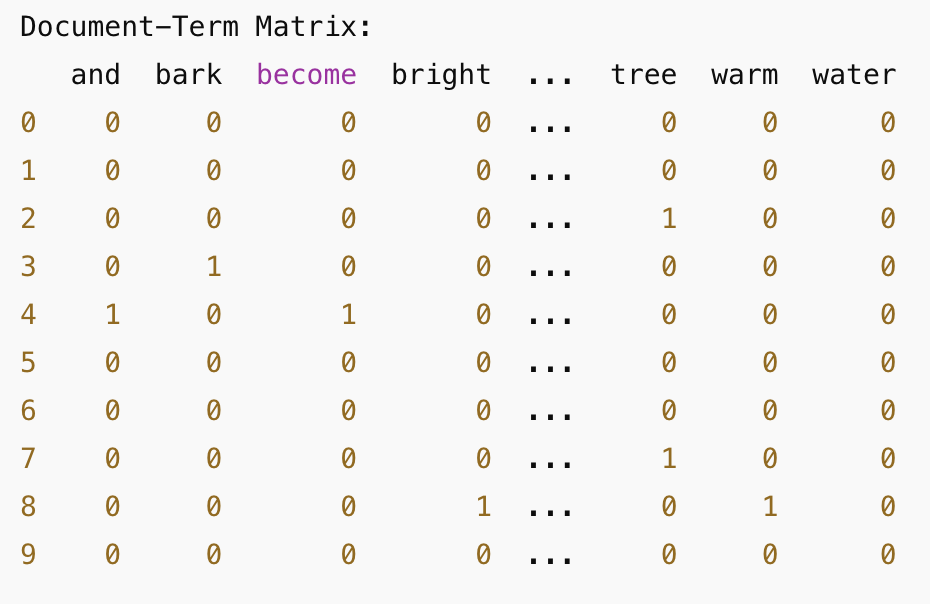 Document-Term Matrix:
and bark become bright ... tree warm water
0 0 0 0 0 ... 0 0 0
1 0 0 0 0 ... 0 0 0
2 0 0 0 0 ... 1 0 0
3 0 1 0 0 ... 0 0 0
4 1 0 1 0 ... 0 0 0
5 0 0 0 0 ... 0 0 0
6 0 0 0 0 ... 0 0 0
7 0 0 0 0 ... 1 0 0
8 0 0 0 1 ... 0 1 0
9 0 0 0 0 ... 0 0 0